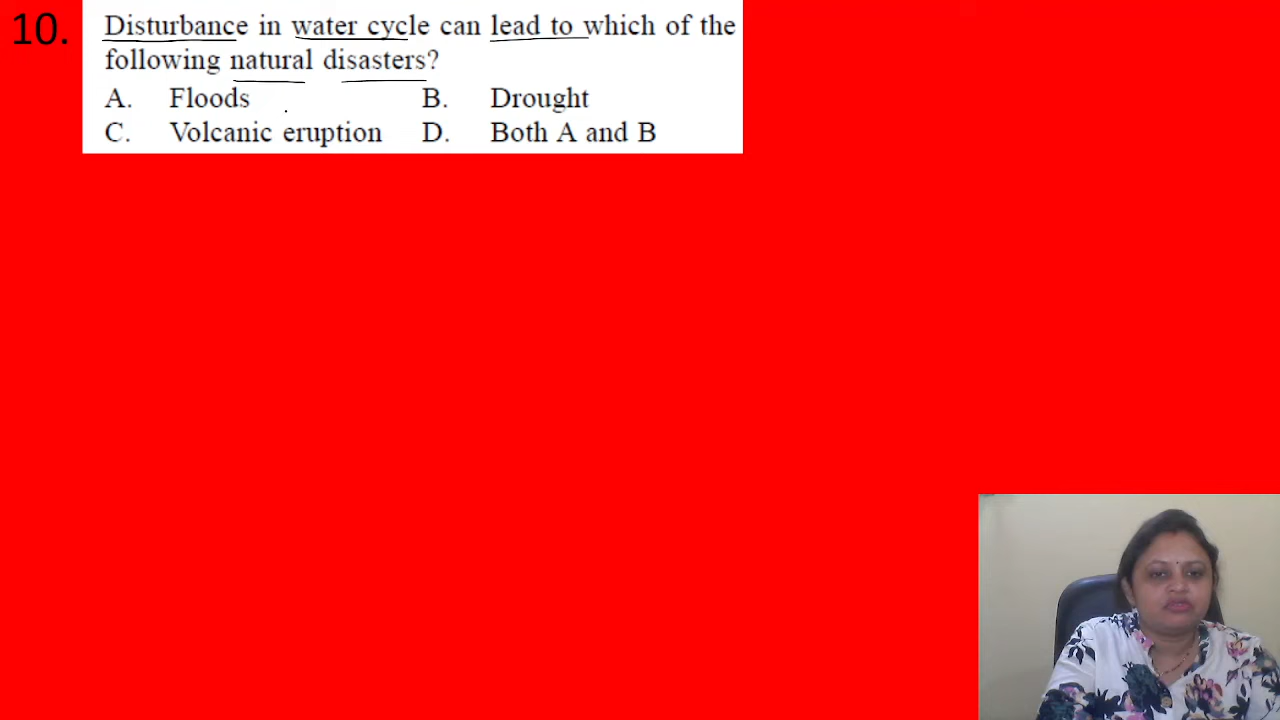 10. Disturbance in water cycle can lead to which of the
following natural disasters?
A. Floods B. Drought
C. Volcanic eruption D. Both A and B